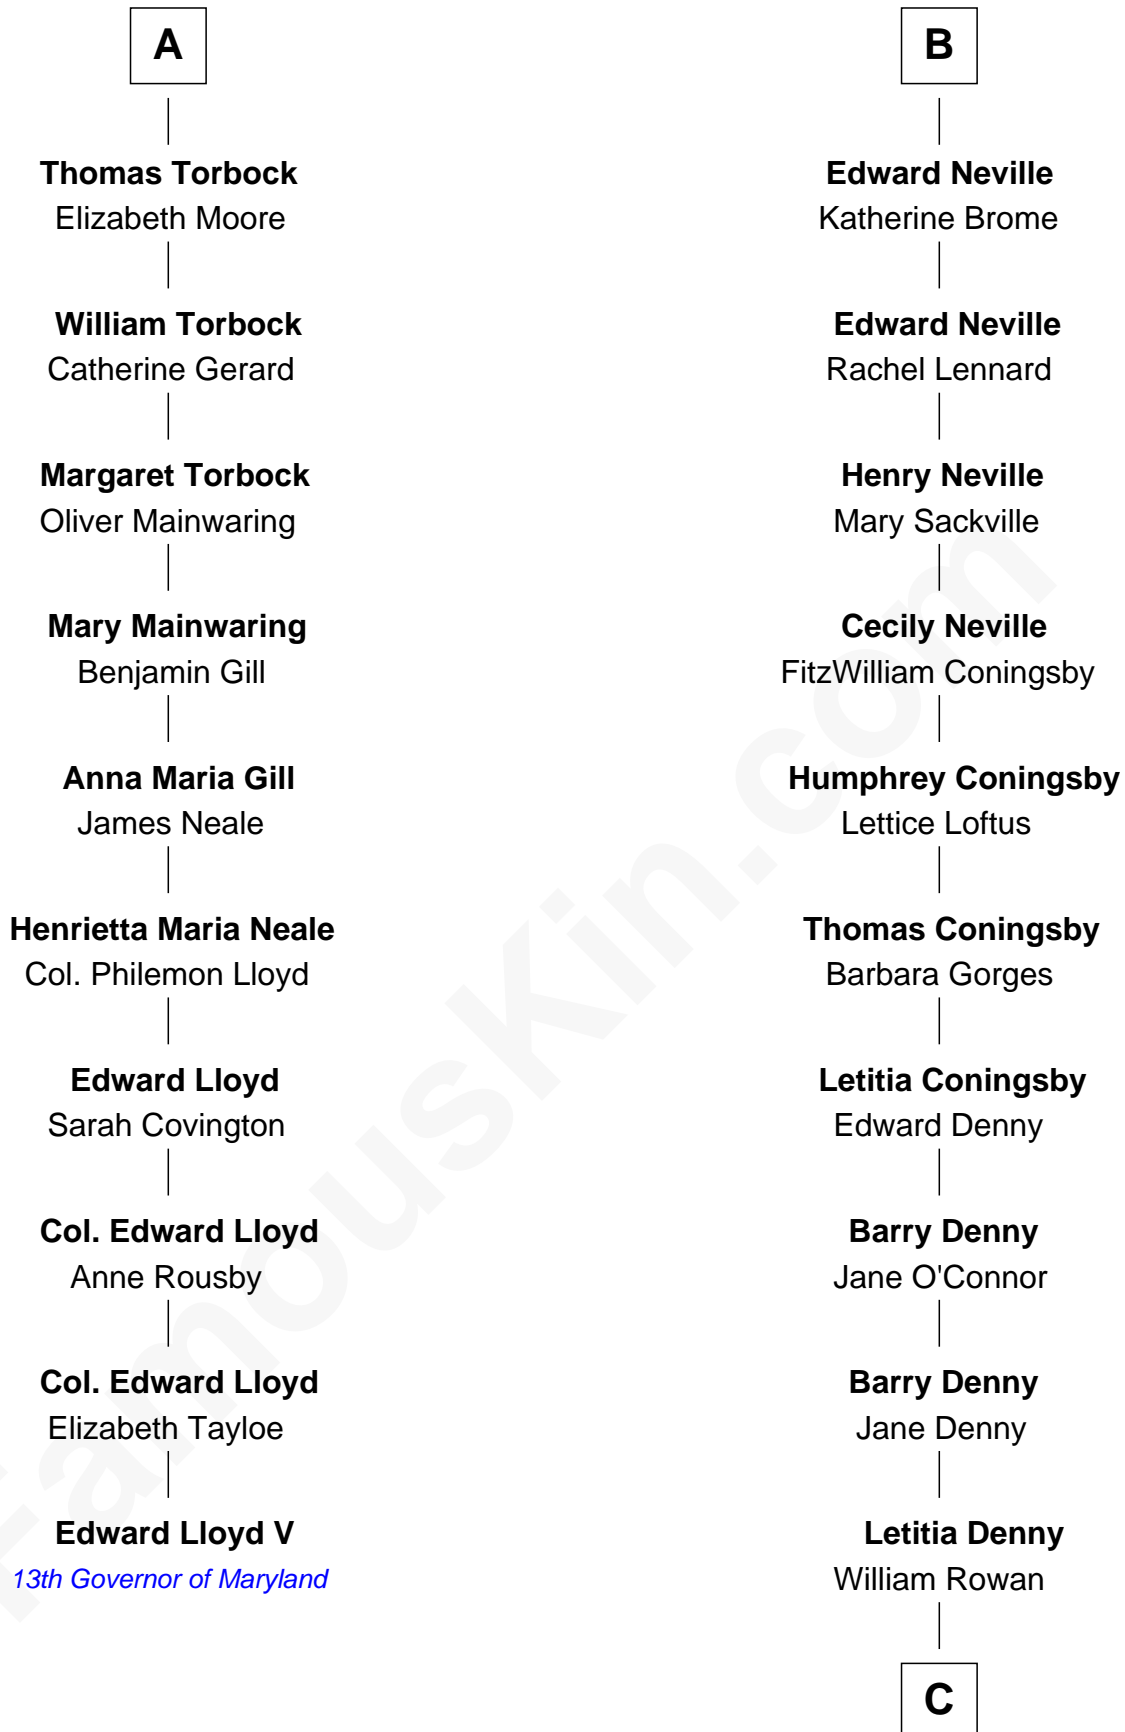 A
Thomas Torbock
Elizabeth Moore
William Torbock
Catherine Gerard
Margaret Torbock
Oliver Mainwaring
Mary Mainwaring
Benjamin Gill
Anna Maria Gill
James Neale
Henrietta Maria Neale
Col. Philemon Lloyd
Edward Lloyd
Sarah Covington
Col. Edward Lloyd
Anne Rousby
Col. Edward Lloyd
Elizabeth Tayloe
Edward Lloyd V
13th Governor of Maryland
B
Edward Neville
Katherine Brome
Edward Neville
Rachel Lennard
Henry Neville
Mary Sackville
Cecily Neville
FitzWilliam Coningsby
Humphrey Coningsby
Lettice Loftus
Thomas Coningsby
Barbara Gorges
Letitia Coningsby
Edward Denny
Barry Denny
Jane O'Connor
Barry Denny
Jane Denny
Letitia Denny
William Rowan
C
FamousKin.com